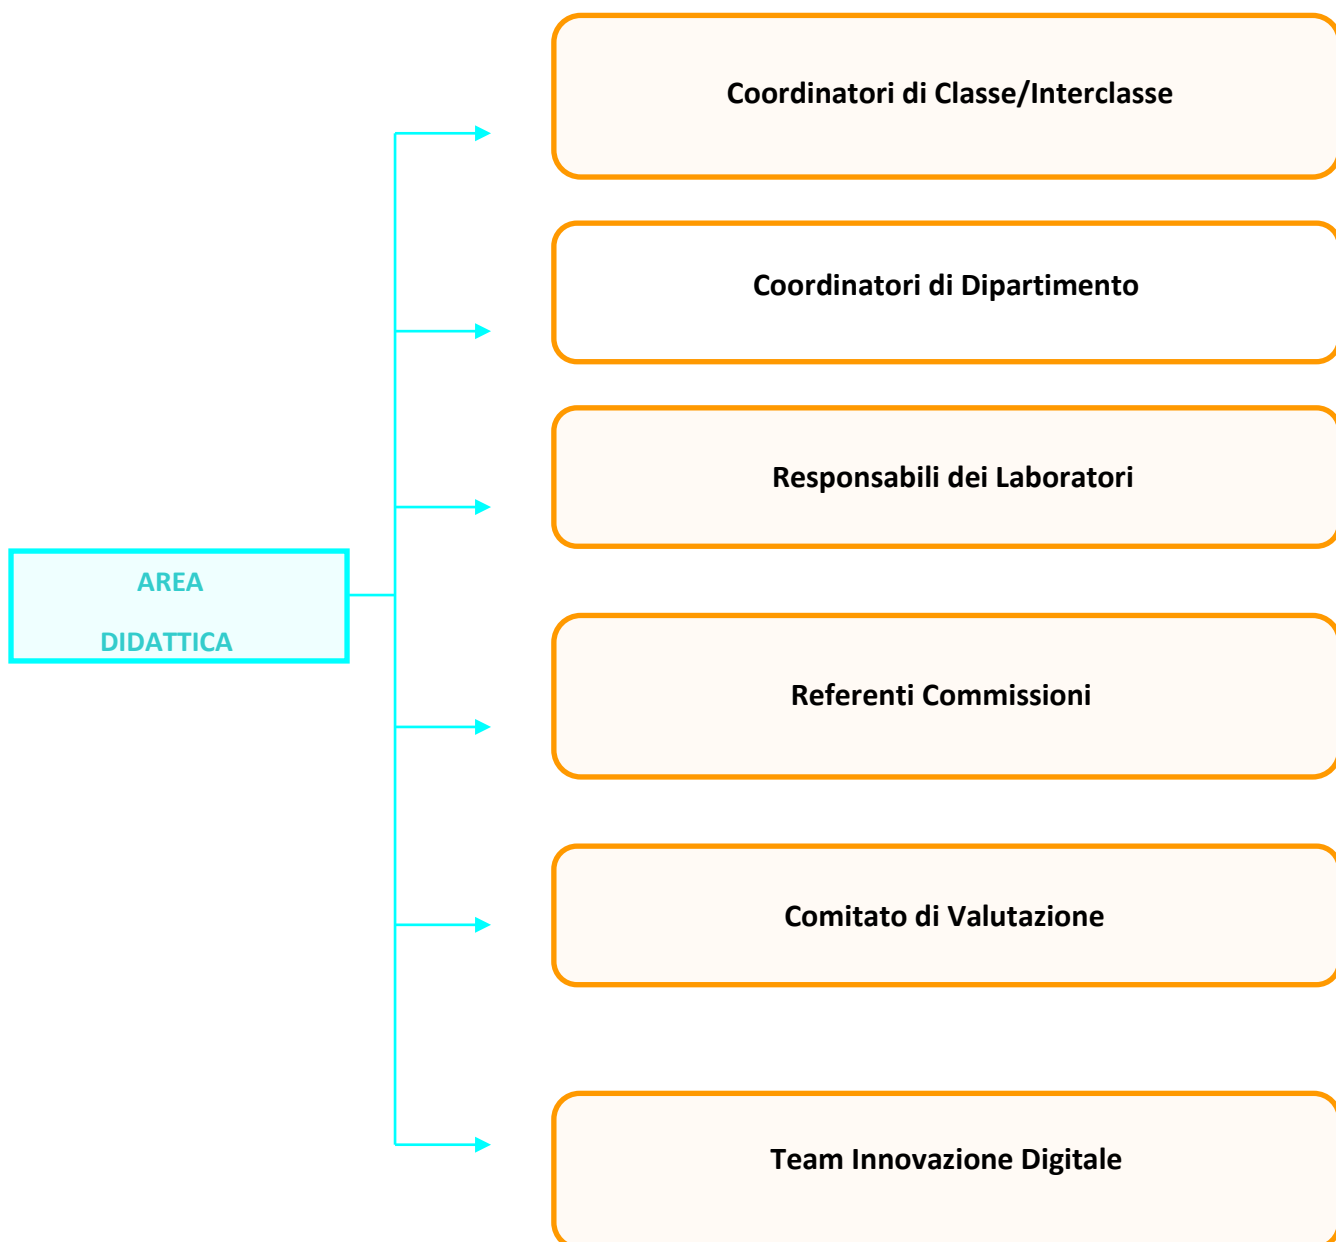 Coordinatori di Classe/Interclasse
Coordinatori di Dipartimento
Responsabili dei Laboratori
AREA
DIDATTICA
Referenti Commissioni
Comitato di Valutazione
Team Innovazione Digitale